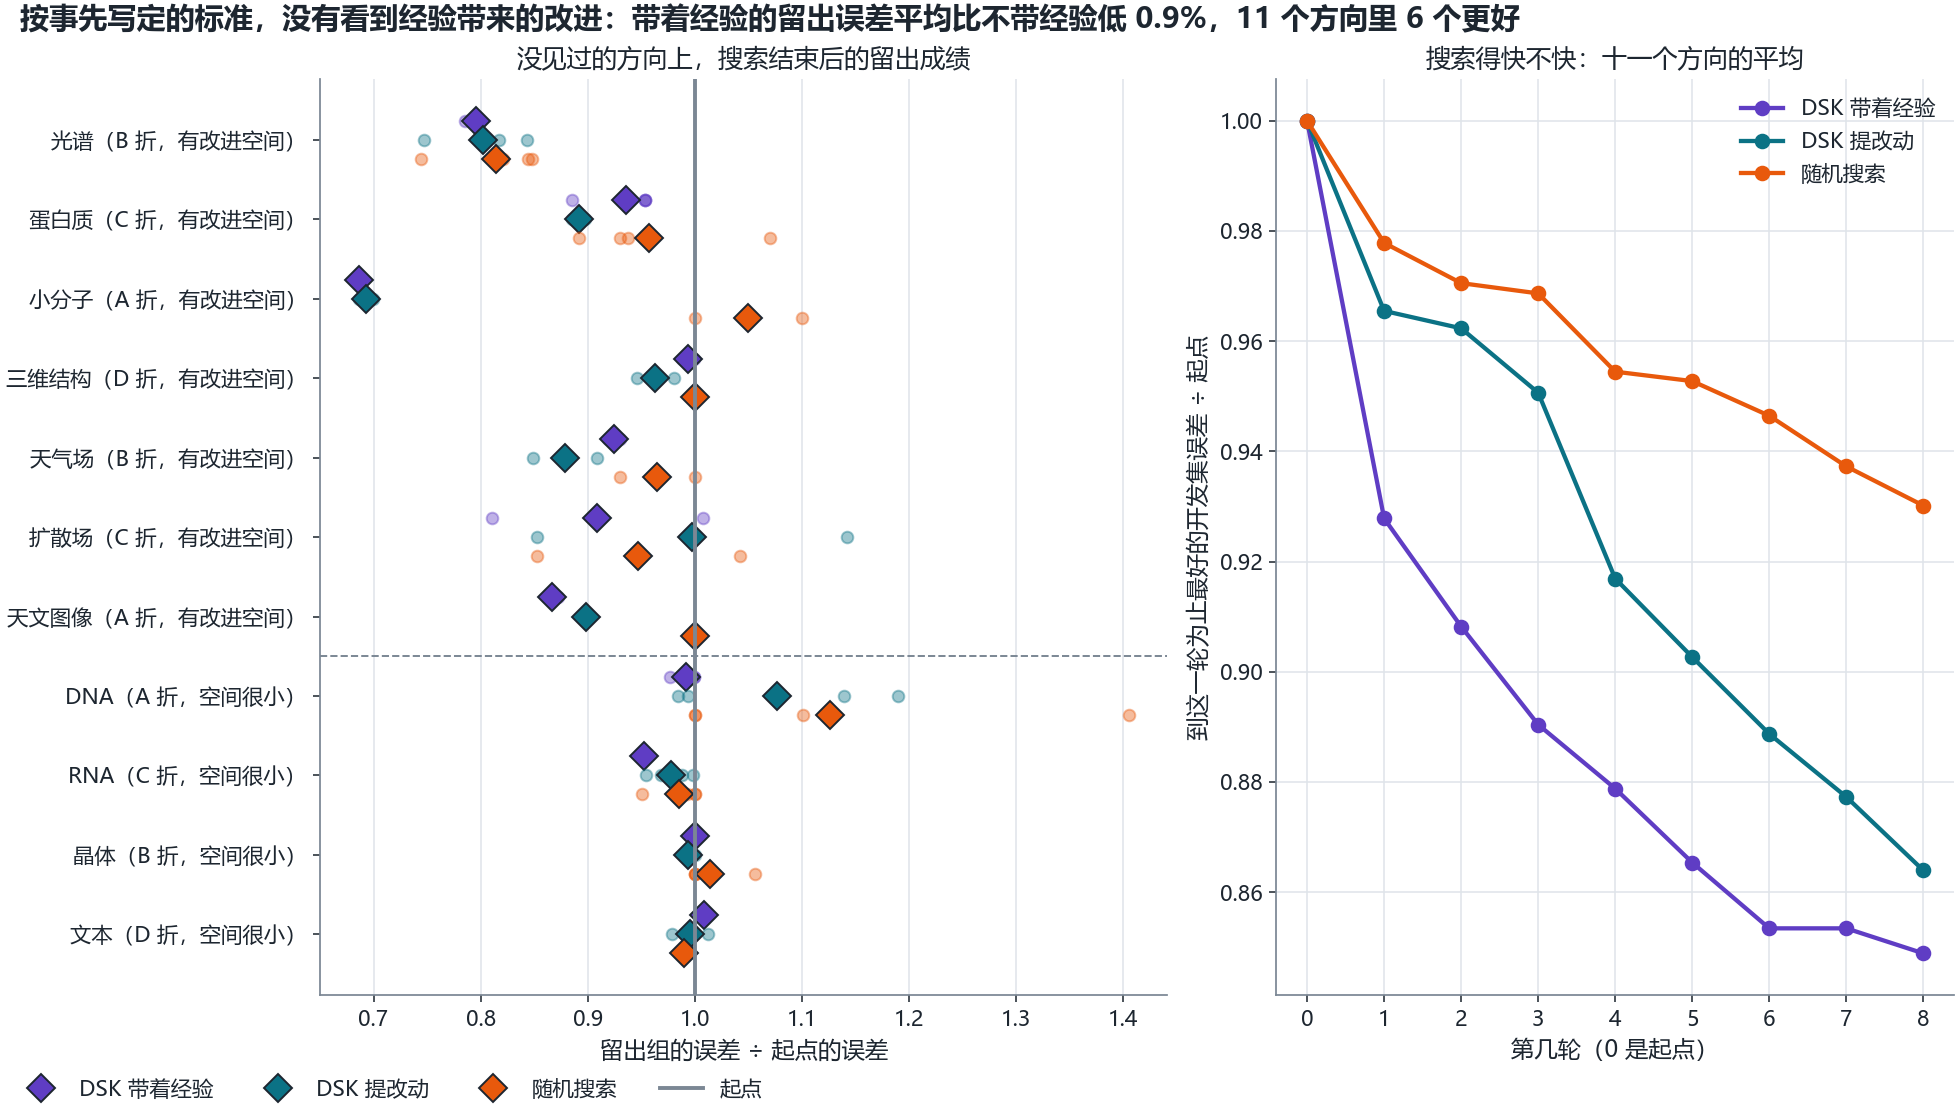 按事先写定的标准，没有看到经验带来的改进：带着经验的留出误差平均比不带经验低 0.9%，11 个方向里 6 个更好
没见过的方向上，搜索结束后的留出成绩
光谱（B 折，有改进空间）
蛋白质（C 折，有改进空间）
小分子（A 折，有改进空间）
三维结构（D 折，有改进空间）
天气场（B 折，有改进空间）
扩散场（C 折，有改进空间）
天文图像（A 折，有改进空间）
DNA（A 折，空间很小）
RNA（C 折，空间很小）
晶体（B 折，空间很小）
文本（D 折，空间很小）
0.7 0.8 0.9 1.0 1.1 1.2 1.3 1.4
留出组的误差 ÷ 起点的误差
DSK 带着经验 DSK 提改动 随机搜索 起点
搜索得快不快：十一个方向的平均
DSK 带着经验
DSK 提改动
随机搜索
到这一轮为止最好的开发集误差 ÷ 起点
1.00
0.98
0.96
0.94
0.92
0.90
0.88
0.86
0 1 2 3 4 5 6 7 8
第几轮（0 是起点）